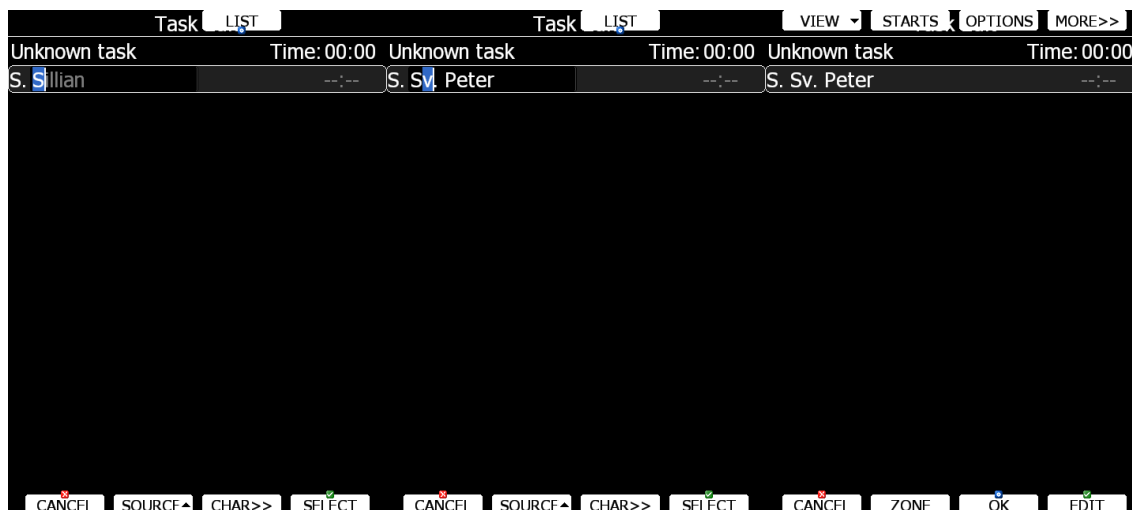 Task LIST Task LIST VIEW STARTS OPTIONS MORE>>
Unknown task Time: 00:00 Unknown task Time: 00:00 Unknown task Time: 00:00
S. Sillian --:-- S. Sv. Peter --:-- S. Sv. Peter --:--
CANCEL SOURCE CHAR>> SELECT CANCEL SOURCE CHAR>> SELECT CANCEL ZONE OK EDIT